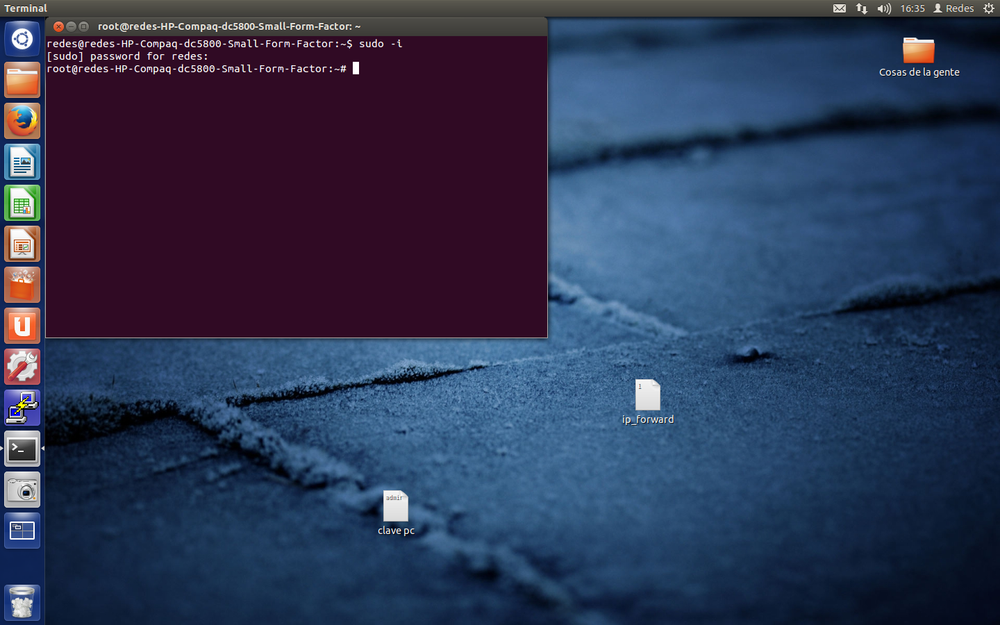 Terminal
16:35
Redes
root@redes-HP-Compaq-dc5800-Small-Form-Factor: ~
redes@redes-HP-Compaq-dc5800-Small-Form-Factor:~$ sudo -i
[sudo] password for redes:
root@redes-HP-Compaq-dc5800-Small-Form-Factor:~#
Cosas de la gente
1
ip_forward
admin
clave pc